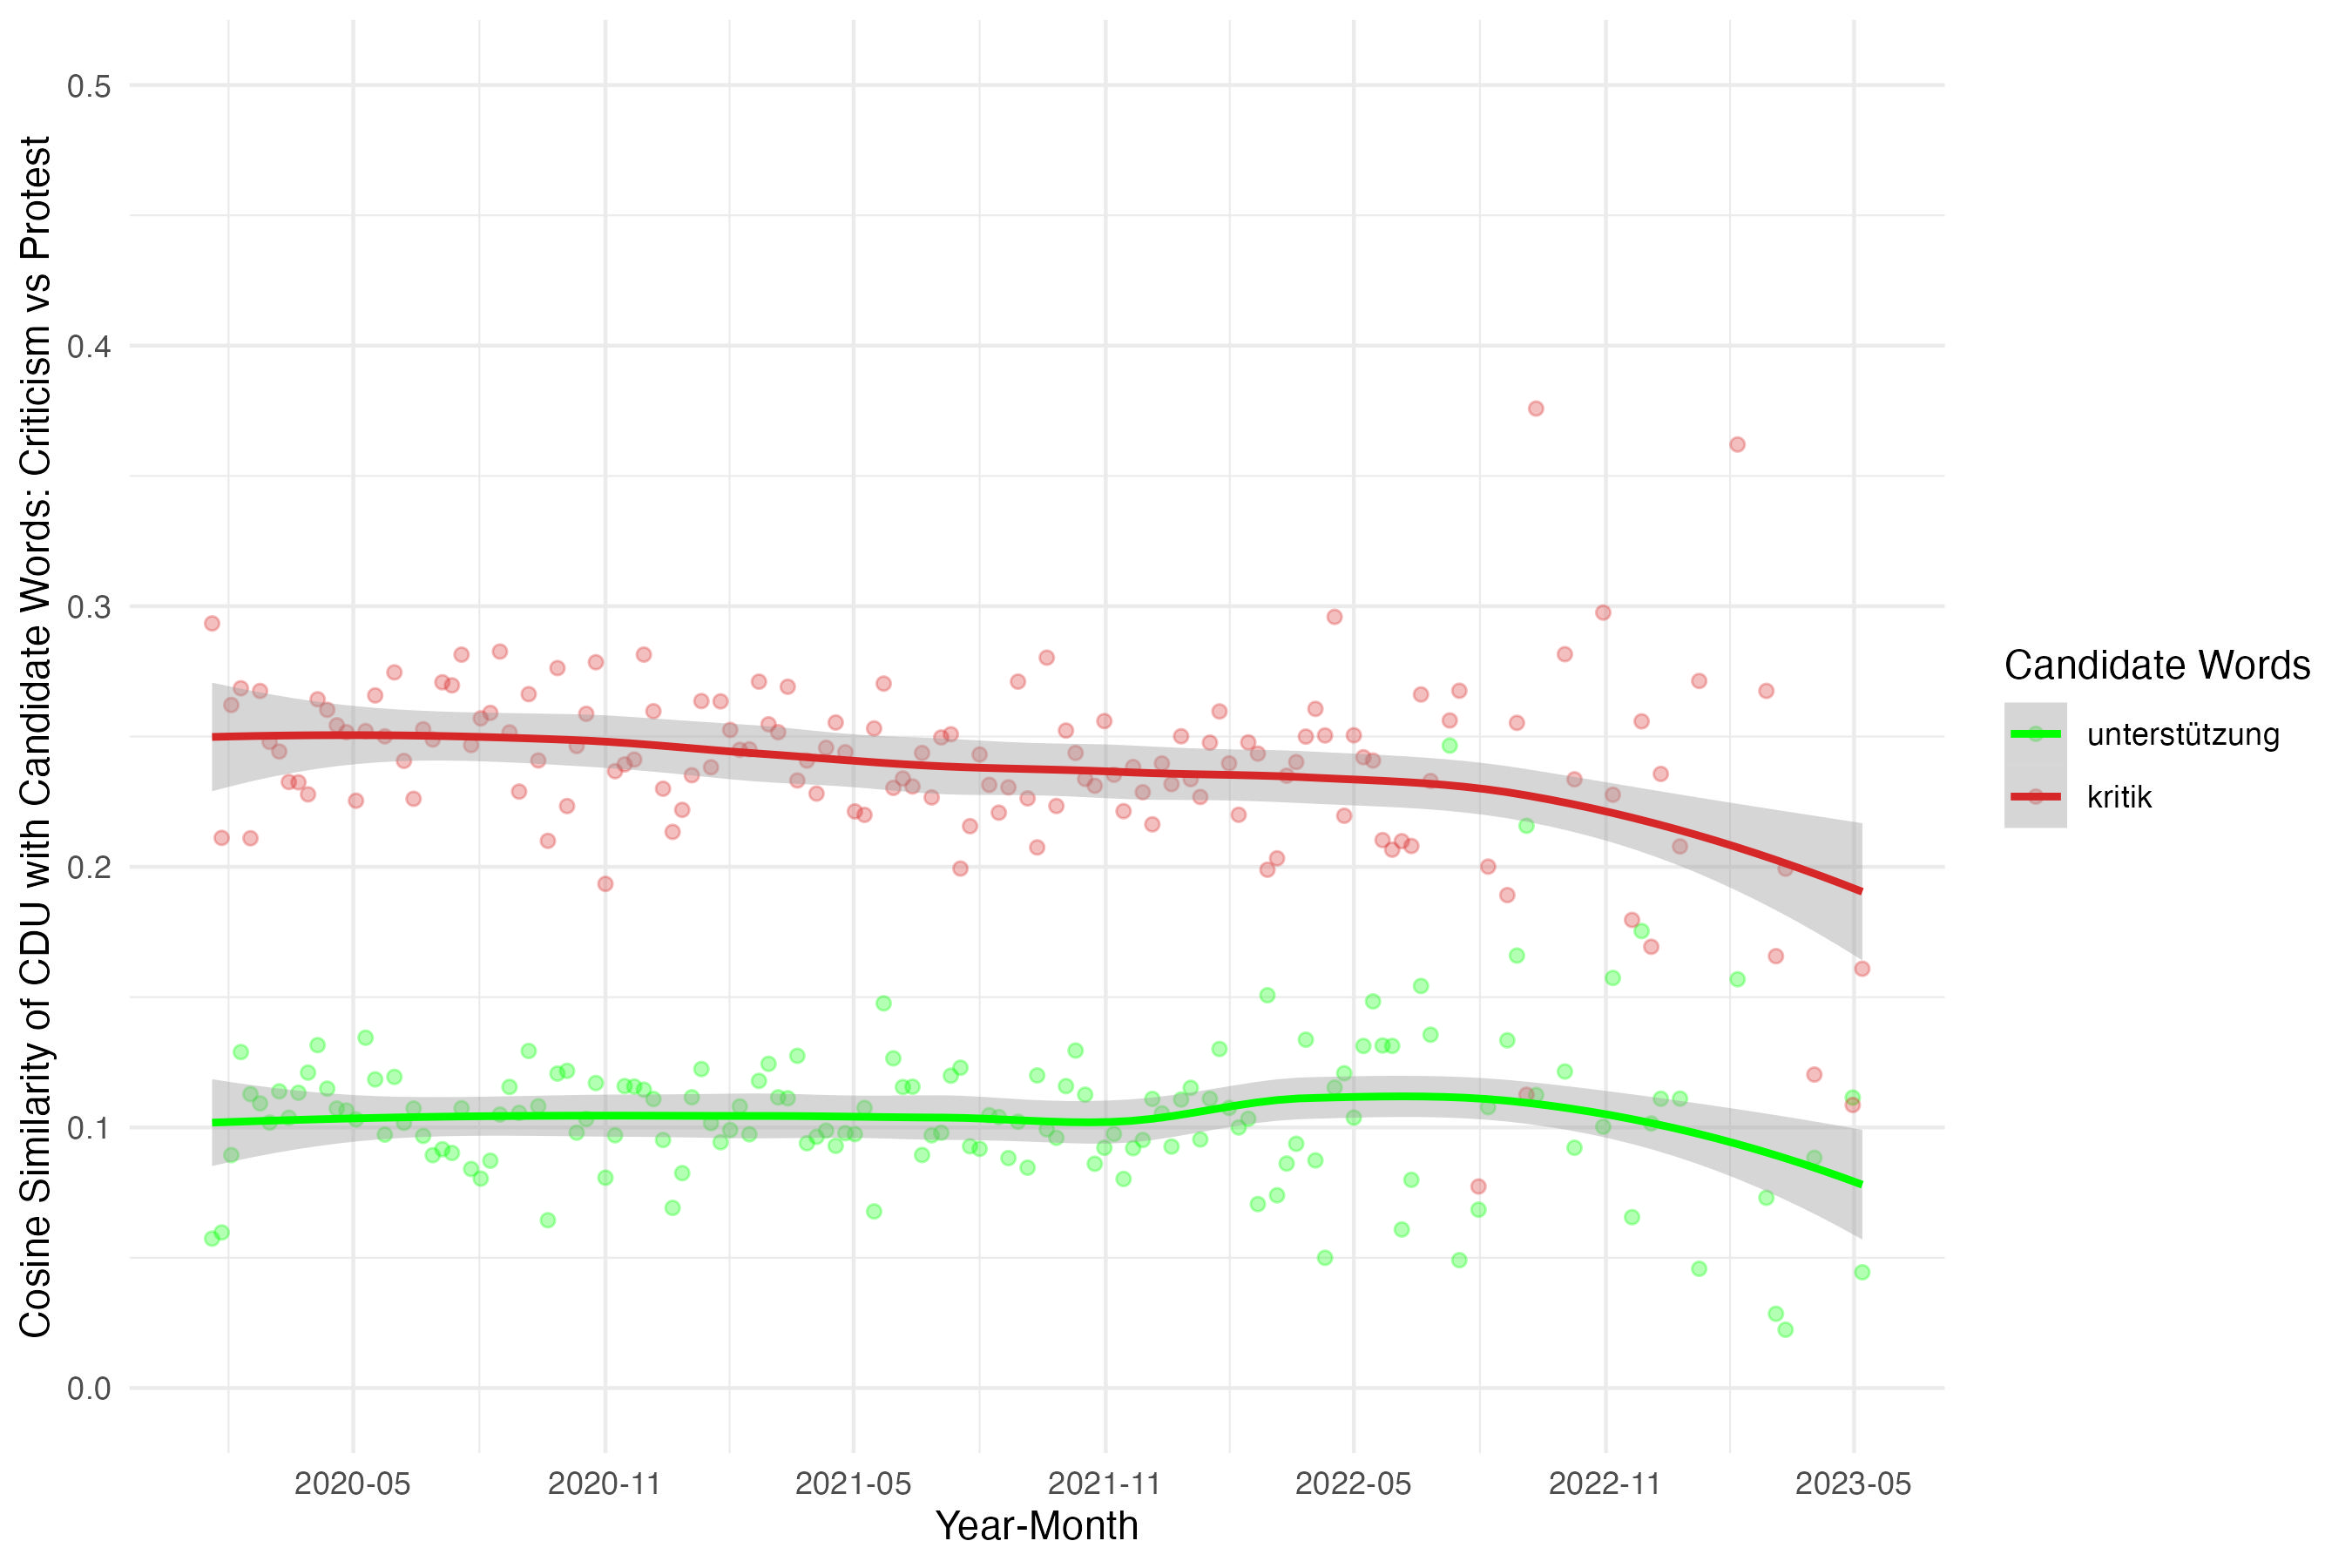 Cosine Similarity of CDU with Candidate Words: Criticism vs Protest
0.5
0.4
0.3
0.2
0.1
0.0
2020-05
2020-11
2021-05
2021-11
2022-05
2022-11
2023-05
Year-Month
Candidate Words
unterstützung
kritik